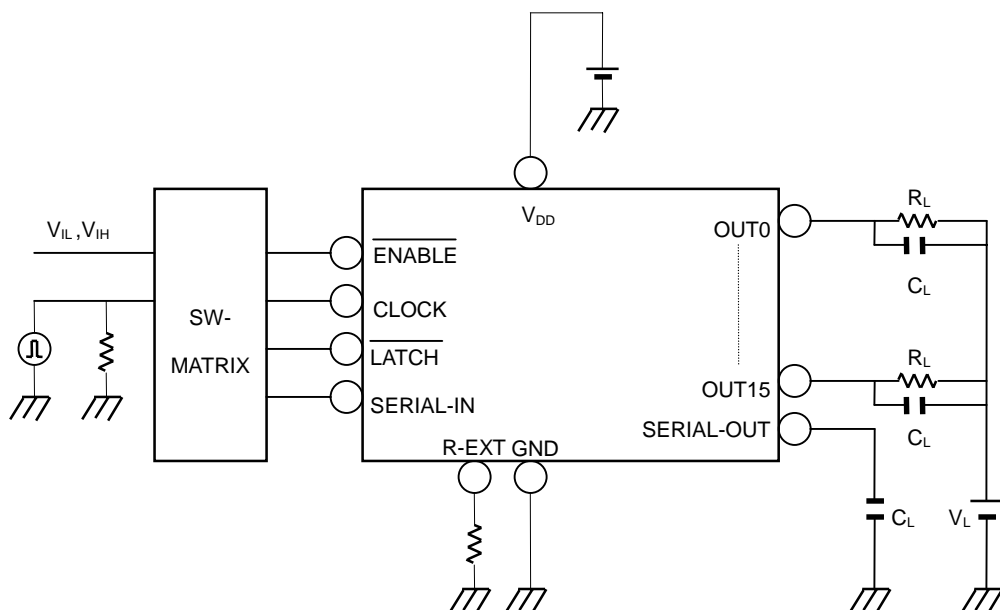 V_DD
V_IL ,V_IH
SW-
MATRIX
ENABLE
CLOCK
LATCH
SERIAL-IN
R-EXT GND
OUT0
OUT15
SERIAL-OUT
R_L
C_L
R_L
C_L
C_L
V_L